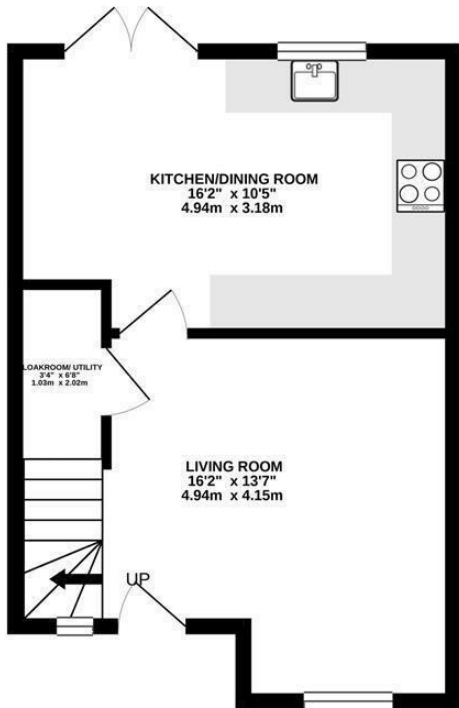 KITCHEN/DINING ROOM
16'2" x 10'5"
4.94m x 3.18m
LOAKROOM/ UTILITY
3'4" x 6'8"
1.03m x 2.02m
LIVING ROOM
16'2" x 13'7"
4.94m x 4.15m
UP